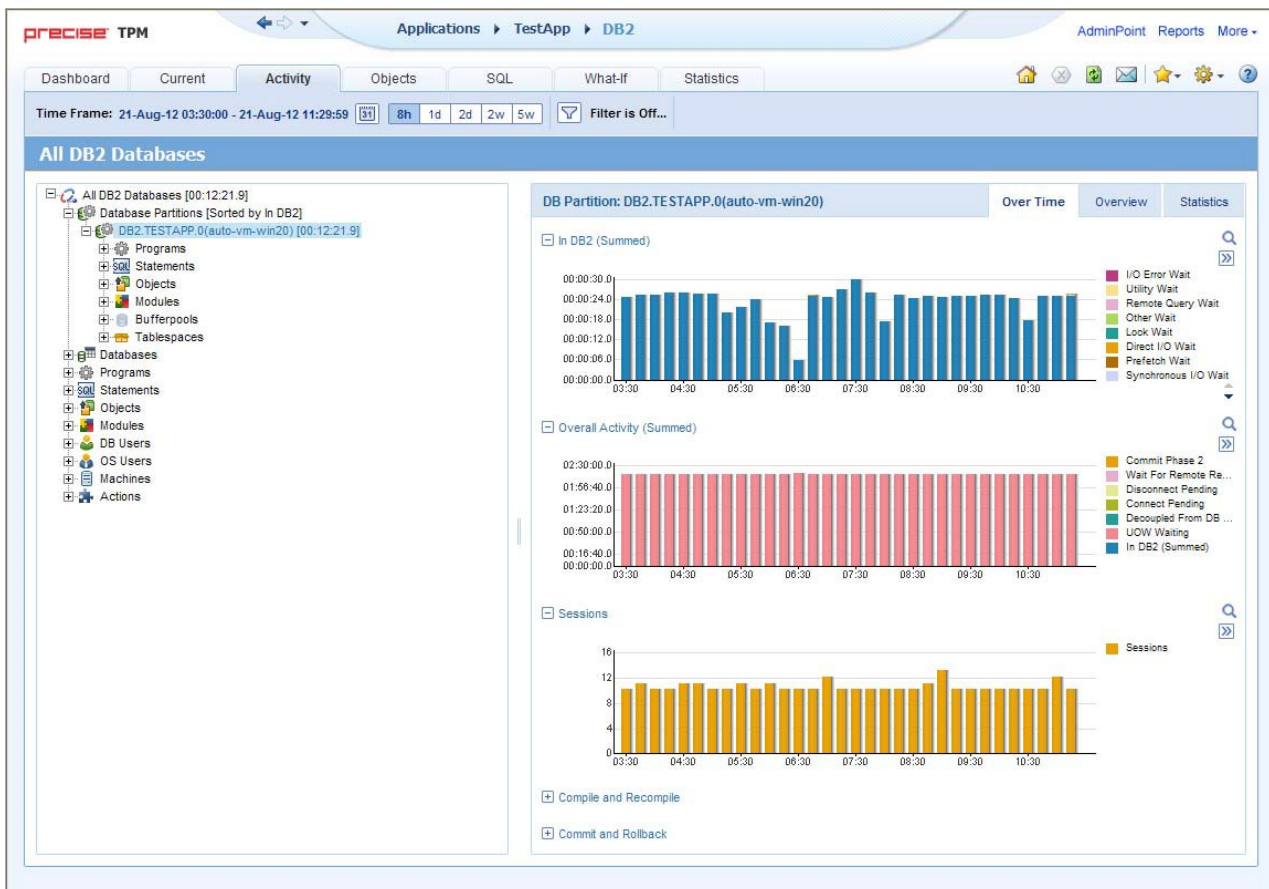 precise TPM
Applications TestApp DB2
AdminPoint Reports More
Dashboard Current Activity Objects SQL What-If Statistics
Time Frame: 21-Aug-12 03:30:00 - 21-Aug-12 11:29:59 31 8h 1d 2d 2w 5w Filter is Off...
All DB2 Databases
All DB2 Databases [00:12:21.9]
Database Partitions [Sorted by In DB2]
DB2.TESTAPP.0(auto-vm-win20) [00:12:21.9]
Programs
SQL Statements
Objects
Modules
Bufferpools
Tablespaces
Databases
Programs
SQL Statements
Objects
Modules
DB Users
OS Users
Machines
Actions
DB Partition: DB2.TESTAPP.0(auto-vm-win20) Over Time Overview Statistics
In DB2 (Summed)
00:00:30.0
00:00:24.0
00:00:18.0
00:00:12.0
00:00:06.0
00:00:00.0
03:30 04:30 05:30 06:30 07:30 08:30 09:30 10:30
I/O Error Wait
Utility Wait
Remote Query Wait
Other Wait
Lock Wait
Direct I/O Wait
Prefetch Wait
Synchronous I/O Wait
Overall Activity (Summed)
02:30:00.0
01:56:40.0
01:23:20.0
00:50:00.0
00:16:40.0
00:00:00.0
03:30 04:30 05:30 06:30 07:30 08:30 09:30 10:30
Commit Phase 2
Wait For Remote Re...
Disconnect Pending
Connect Pending
Decoupled From DB ...
UOW Waiting
In DB2 (Summed)
Sessions
16
12
8
4
0
03:30 04:30 05:30 06:30 07:30 08:30 09:30 10:30
Sessions
Compile and Recompile
Commit and Rollback